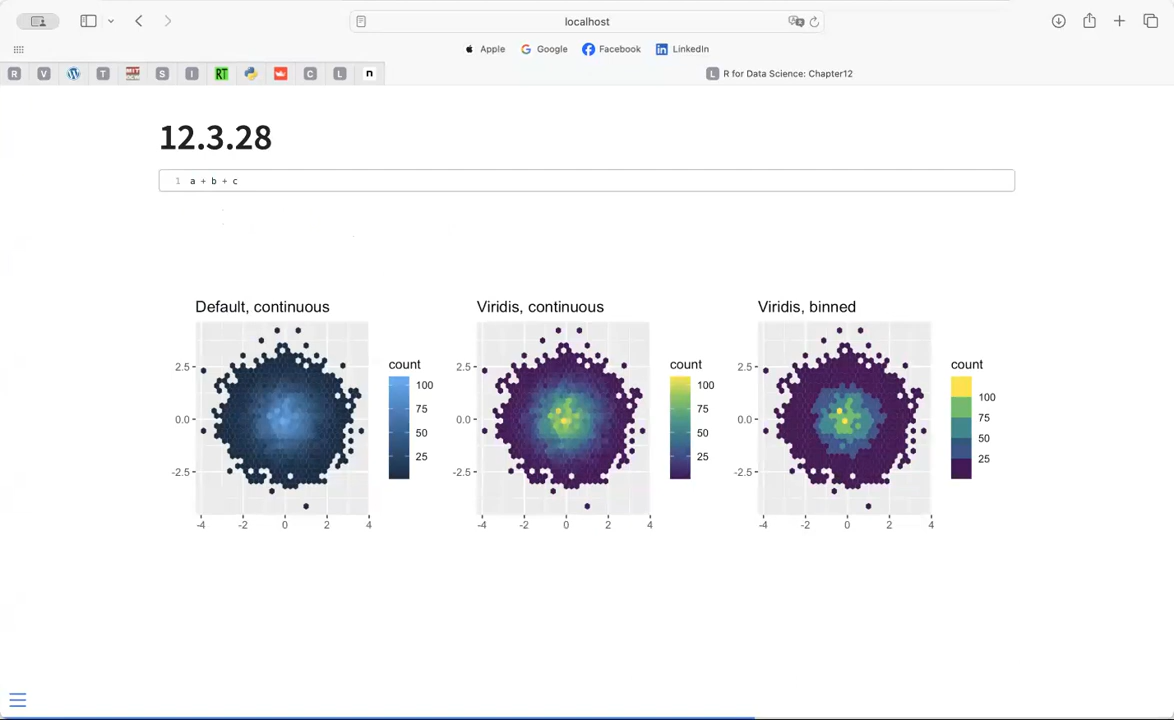 localhost
Apple Google Facebook LinkedIn
R V T S I RT C L n L R for Data Science: Chapter12
12.3.28
1 a + b + c
Default, continuous
2.5
0.0
-2.5
-4 -2 0 2 4
count
100
75
50
25
Viridis, continuous
2.5
0.0
-2.5
-4 -2 0 2 4
count
100
75
50
25
Viridis, binned
2.5
0.0
-2.5
-4 -2 0 2 4
count
100
75
50
25